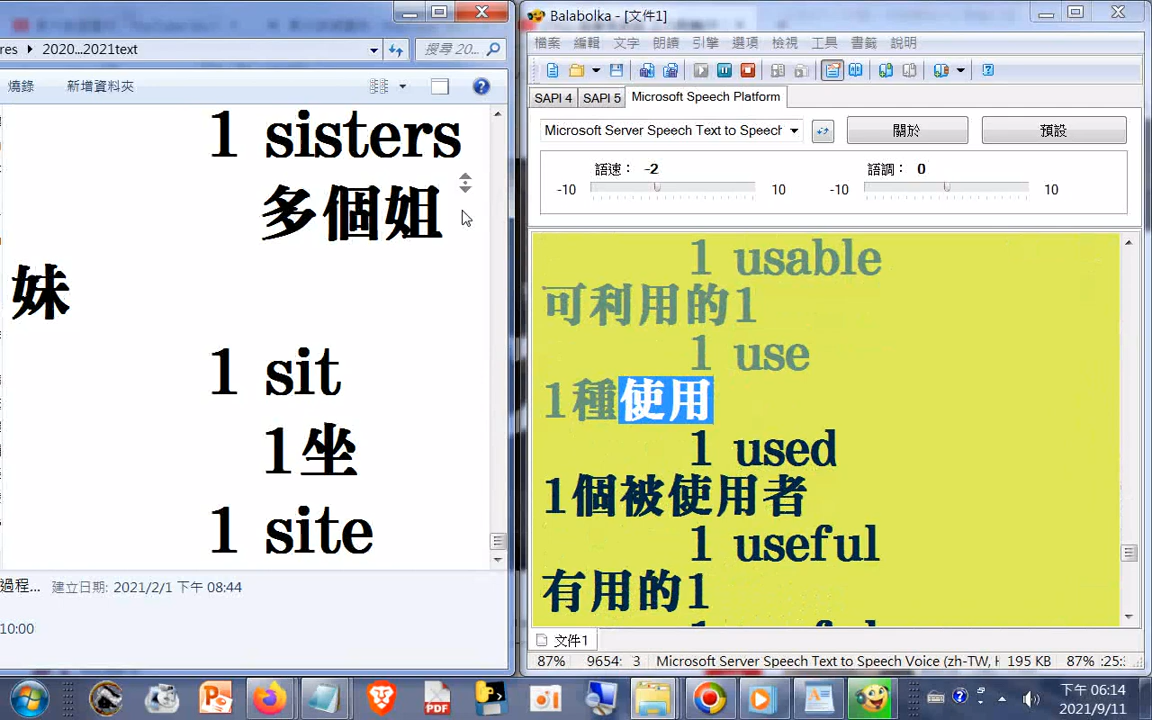 res ▸ 2020...2021text
搜尋 20...
燒錄 新增資料夾
1 sisters
多個姐
妹
1 sit
1坐
1 site
過程... 建立日期: 2021/2/1 下午 08:44
10:00
Balabolka - [文件1]
檔案 編輯 文字 朗讀 引擎 選項 檢視 工具 書籤 說明
SAPI 4 SAPI 5 Microsoft Speech Platform
Microsoft Server Speech Text to Speech
關於 預設
語速： -2 語調： 0
-10 10 -10 10
1 usable
可利用的1
1 use
1種使用
1 used
1個被使用者
1 useful
有用的1
文件1
87% 9654: 3 Microsoft Server Speech Text to Speech Voice (zh-TW, H 195 KB 87% :25:
PDF
下午 06:14
2021/9/11